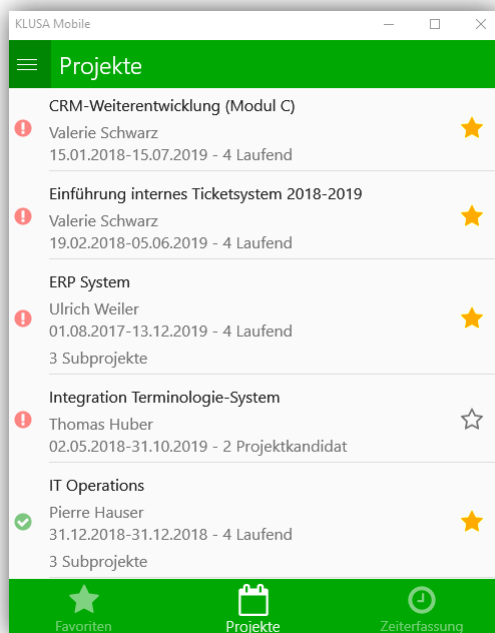 KLUSA Mobile
Projekte
CRM-Weiterentwicklung (Modul C)
Valerie Schwarz
15.01.2018-15.07.2019 - 4 Laufend
Einführung internes Ticketsystem 2018-2019
Valerie Schwarz
19.02.2018-05.06.2019 - 4 Laufend
ERP System
Ulrich Weiler
01.08.2017-13.12.2019 - 4 Laufend
3 Subprojekte
Integration Terminologie-System
Thomas Huber
02.05.2018-31.10.2019 - 2 Projektkandidat
IT Operations
Pierre Hauser
31.12.2018-31.12.2018 - 4 Laufend
3 Subprojekte
Favoriten
Projekte
Zeiterfassung